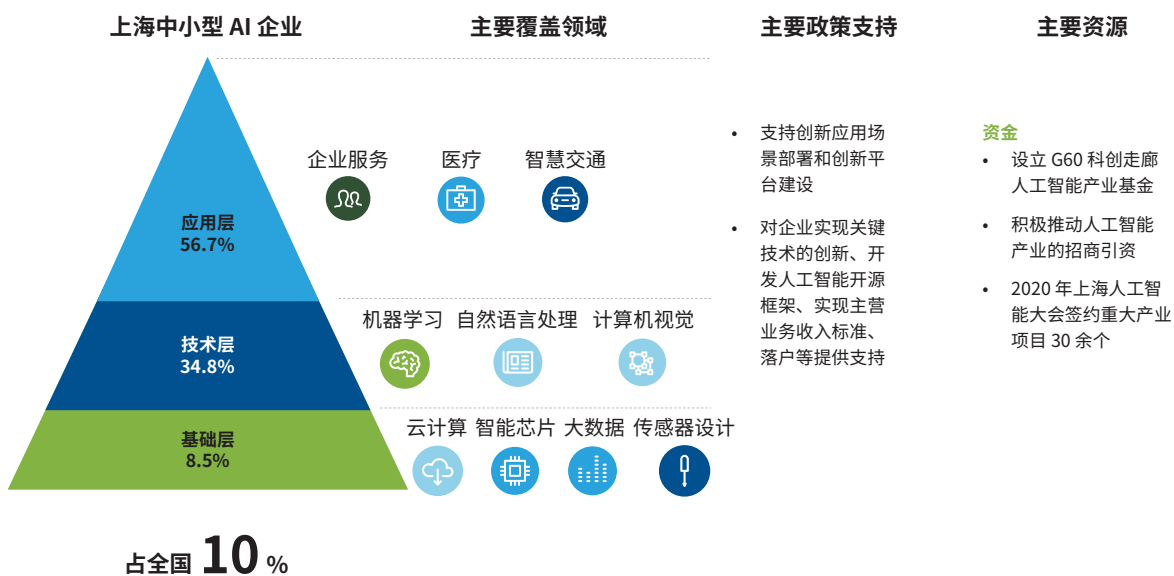 上海中小型 AI 企业
主要覆盖领域
主要政策支持
主要资源
应用层
56.7%
企业服务
医疗
智慧交通
技术层
34.8%
机器学习
自然语言处理
计算机视觉
基础层
8.5%
云计算
智能芯片
大数据
传感器设计
占全国 10 %
• 支持创新应用场
景部署和创新平
台建设
• 对企业实现关键
技术的创新、开
发人工智能开源
框架、实现主营
业务收入标准、
落户等提供支持
资金
• 设立 G60 科创走廊
人工智能产业基金
• 积极推动人工智能
产业的招商引资
• 2020 年上海人工智
能大会签约重大产业
项目 30 余个